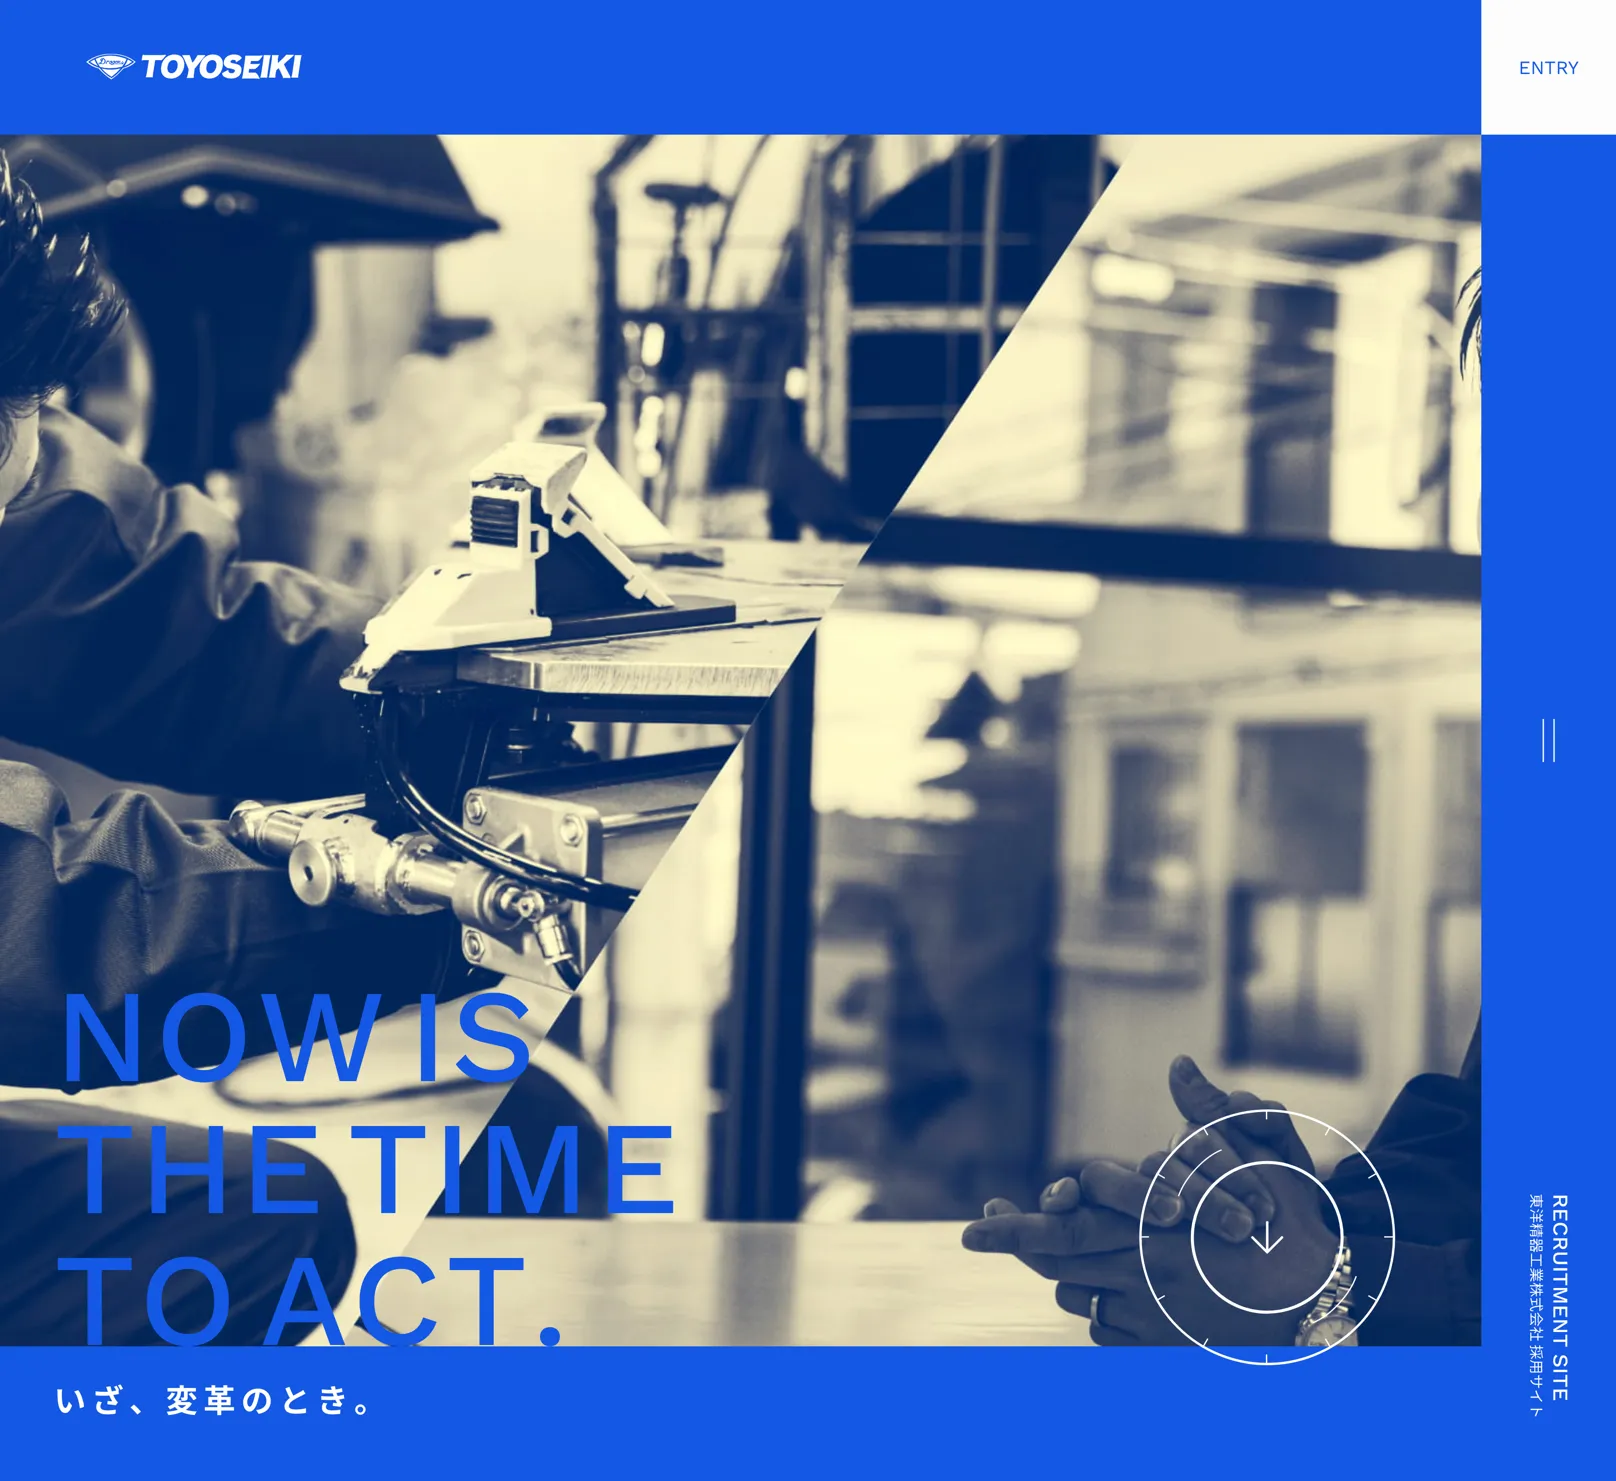 Dragon
TOYOSEIKI
ENTRY
NOW IS
THE TIME
TO ACT.
いざ、変革のとき。
RECRUITMENT SITE
東洋精器工業株式会社 採用サイト